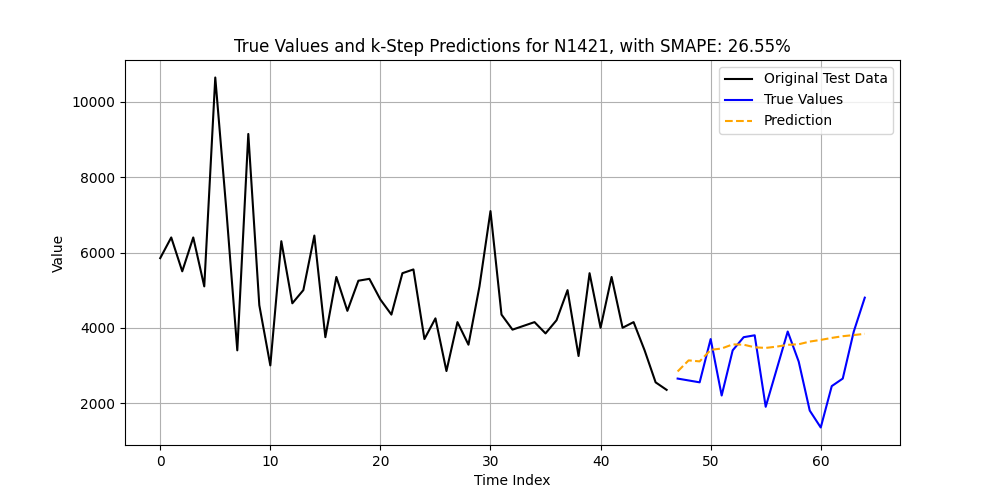 True Values and k-Step Predictions for N1421, with SMAPE: 26.55%
Original Test Data
True Values
Prediction
Value
10000
8000
6000
4000
2000
0 10 20 30 40 50 60
Time Index